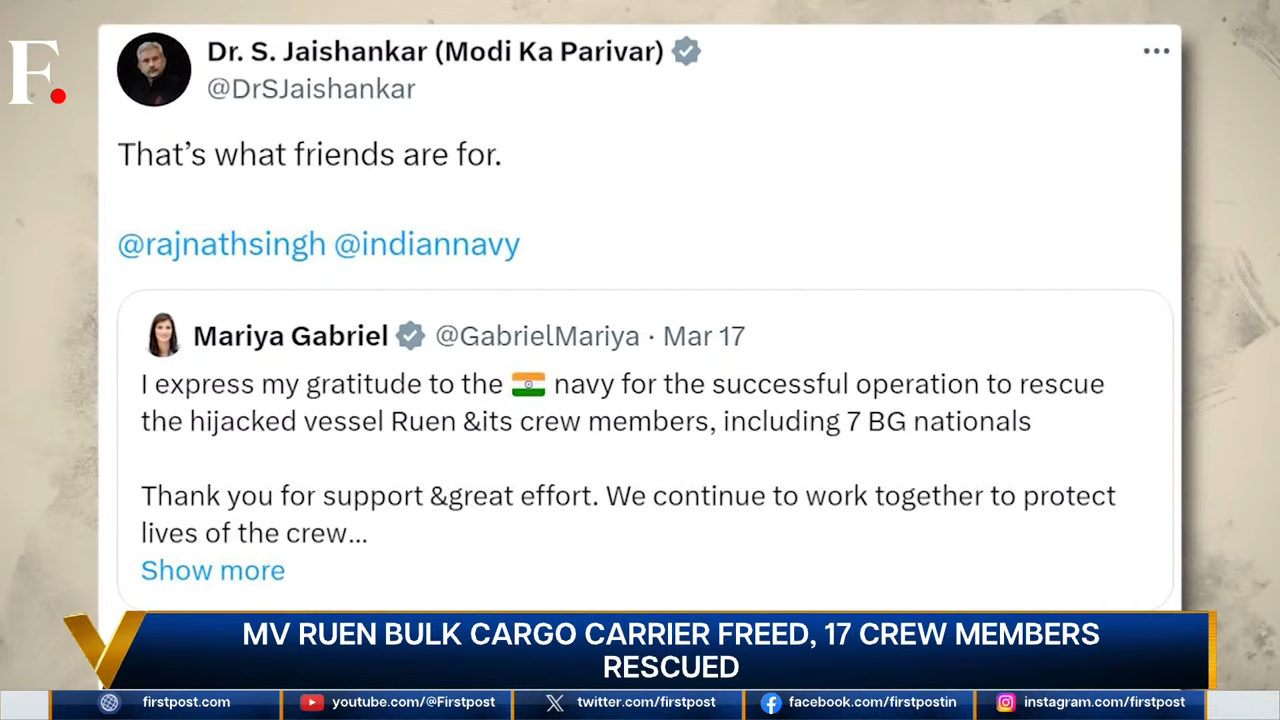 F.
Dr. S. Jaishankar (Modi Ka Parivar)
@DrSJaishankar
That’s what friends are for.
@rajnathsingh @indiannavy
Mariya Gabriel @GabrielMariya · Mar 17
I express my gratitude to the 🇮🇳 navy for the successful operation to rescue
the hijacked vessel Ruen &its crew members, including 7 BG nationals
Thank you for support &great effort. We continue to work together to protect
lives of the crew...
Show more
MV RUEN BULK CARGO CARRIER FREED, 17 CREW MEMBERS
RESCUED
firstpost.com youtube.com/@Firstpost twitter.com/firstpost facebook.com/firstpostin instagram.com/firstpost